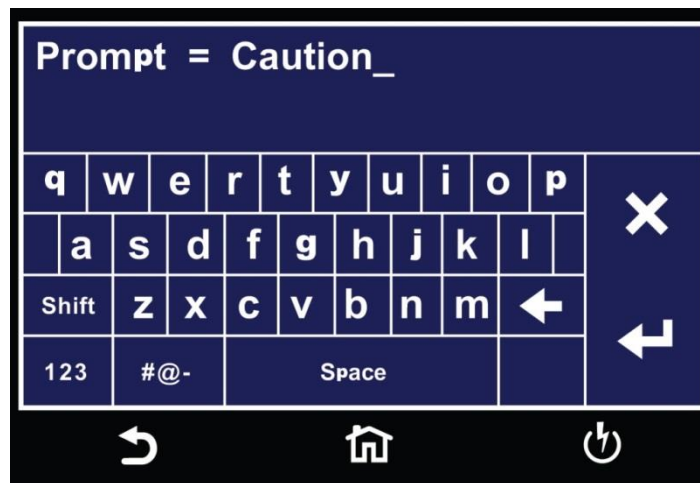 Prompt = Caution_
q w e r t y u i o p
a s d f g h j k l
Shift z x c v b n m
123 #@- Space